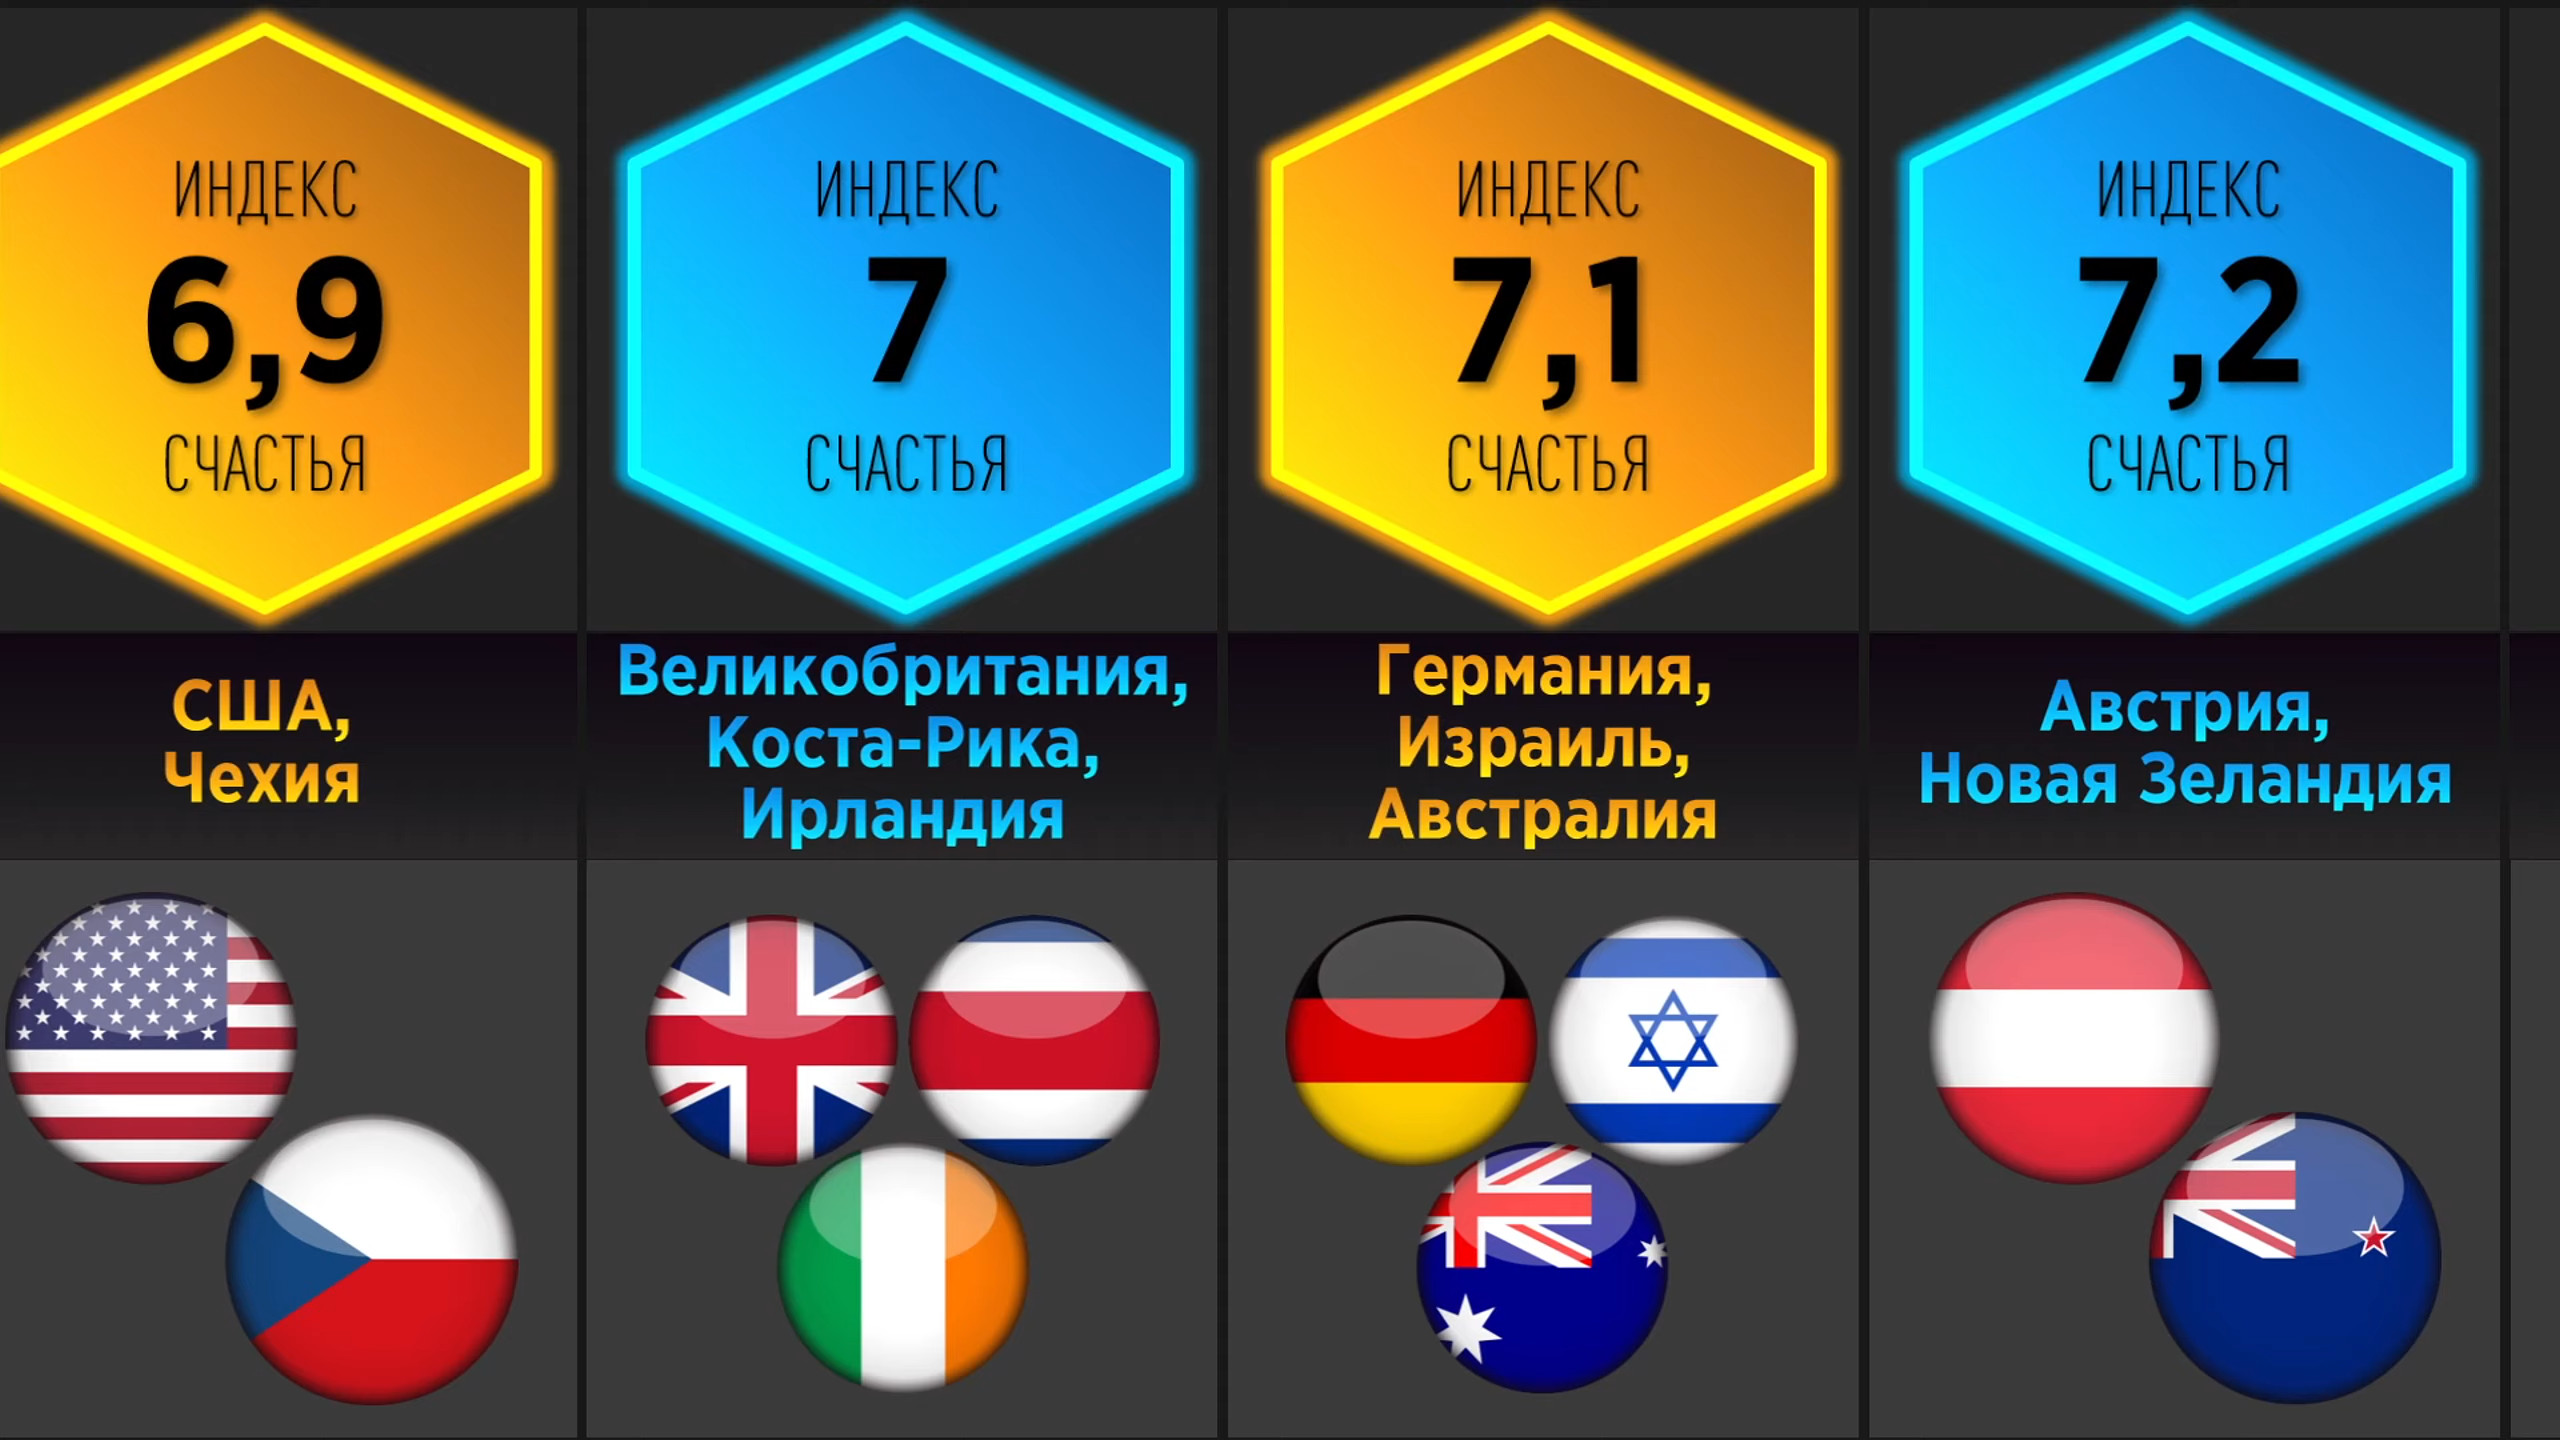 ИНДЕКС
6,9
СЧАСТЬЯ
США,
Чехия
ИНДЕКС
7
СЧАСТЬЯ
Великобритания,
Коста-Рика,
Ирландия
ИНДЕКС
7,1
СЧАСТЬЯ
Германия,
Израиль,
Австралия
ИНДЕКС
7,2
СЧАСТЬЯ
Австрия,
Новая Зеландия